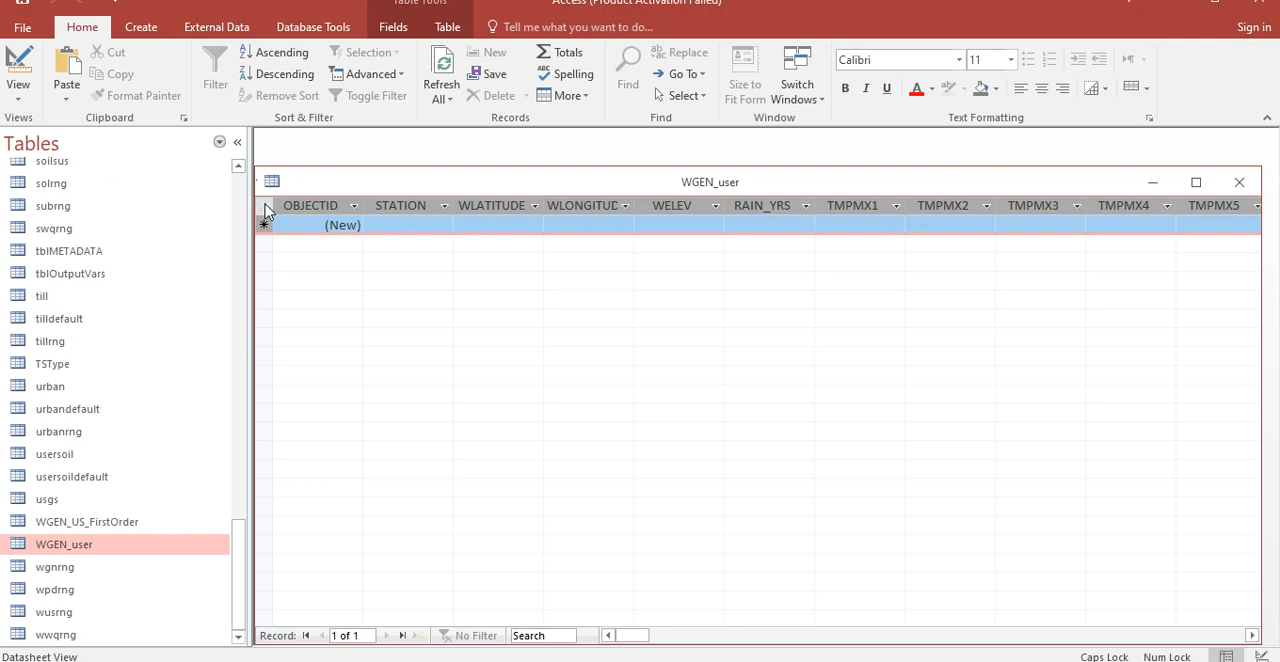 Table Tools
Access (Product Activation Failed)
File Home Create External Data Database Tools Fields Table Tell me what you want to do... Sign in
View Paste Cut Copy Format Painter
Filter Ascending Descending Remove Sort Selection Advanced Toggle Filter
Refresh All New Save Delete Totals Spelling More
Find Replace Go To Select
Size to Fit Form Switch Windows
Calibri 11
B I U A
Views Clipboard Sort & Filter Records Find Window Text Formatting
Tables
soilsus
solrng
subrng
swqrng
tblMETADATA
tblOutputVars
till
tilldefault
tillrng
TSType
urban
urbandefault
urbanrng
usersoil
usersoildefault
usgs
WGEN_US_FirstOrder
WGEN_user
wgnrng
wpdrng
wusrng
wwqrng
WGEN_user
OBJECTID STATION WLATITUDE WLONGITUD WELEV RAIN_YRS TMPMX1 TMPMX2 TMPMX3 TMPMX4 TMPMX5
(New)
Record: 1 of 1 No Filter Search
Datasheet View Caps Lock Num Lock